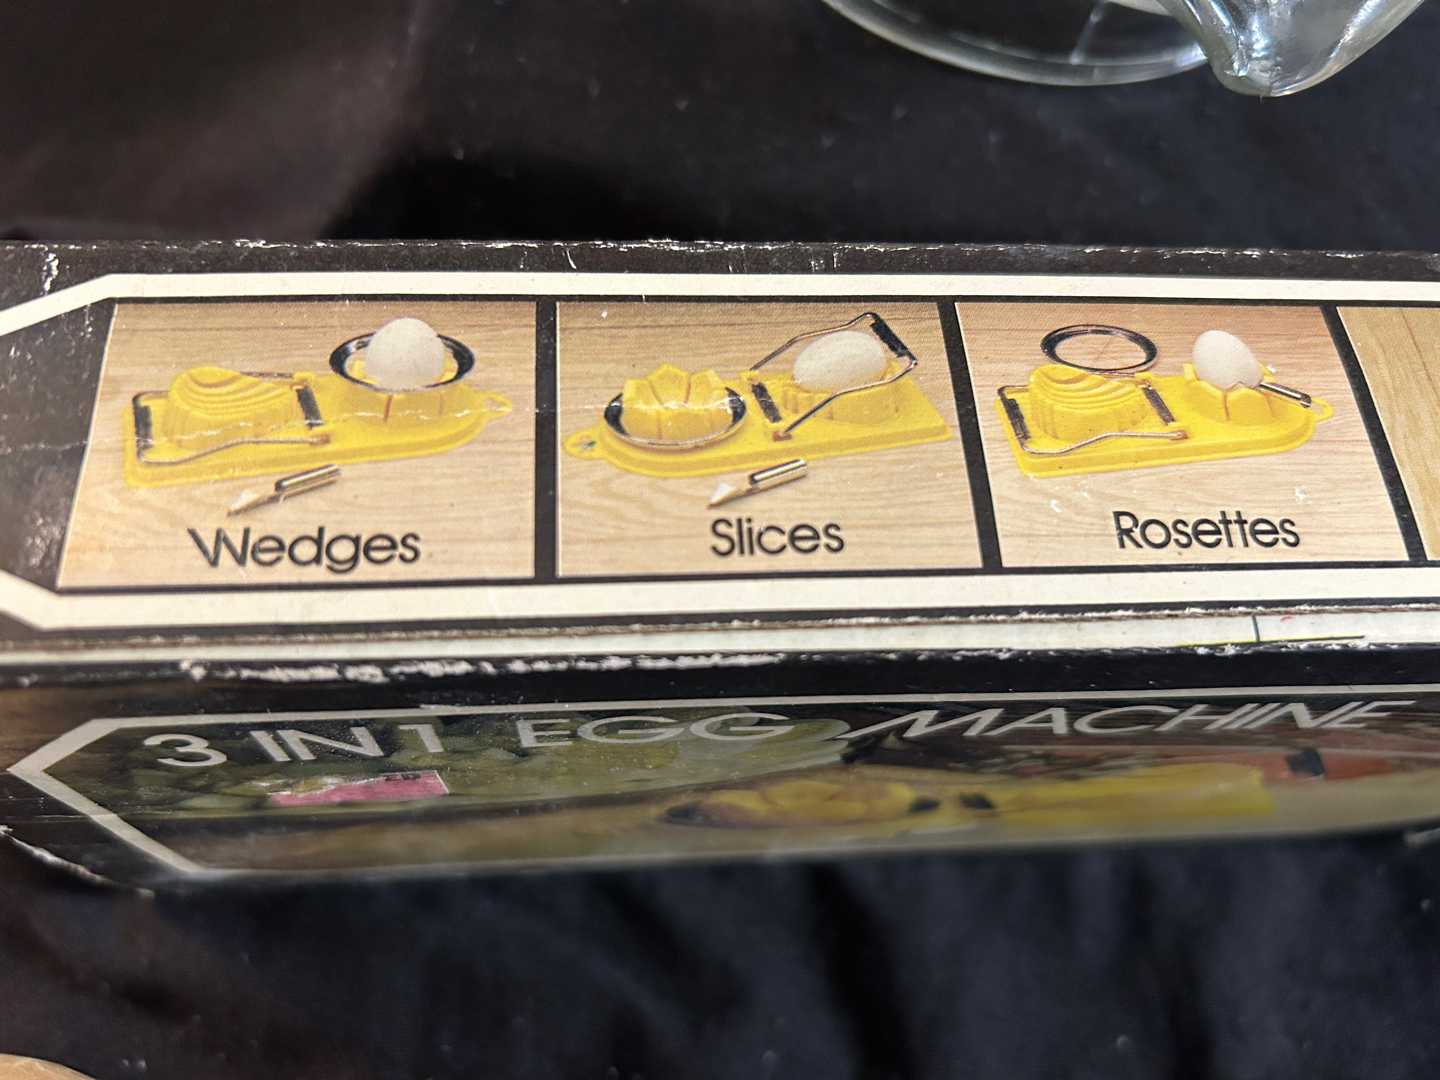 Wedges
Slices
Rosettes
3 IN 1 EGG MACHINE